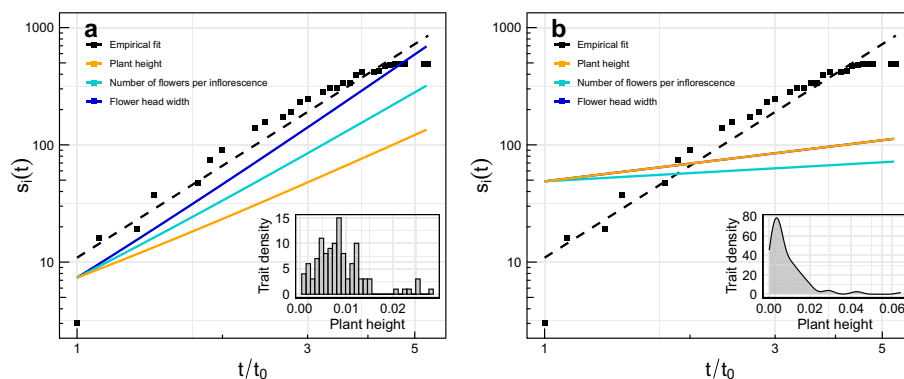 a
Empirical fit
Plant height
Number of flowers per inflorescence
Flower head width
1000
100
10
s_i(t)
1
3
5
t/t_0
Trait density
15
10
5
0
0.00
0.01
0.02
Plant height
b
Empirical fit
Plant height
Number of flowers per inflorescence
Flower head width
1000
100
10
s_i(t)
1
3
5
t/t_0
Trait density
80
60
40
20
0
0.00
0.02
0.04
0.06
Plant height